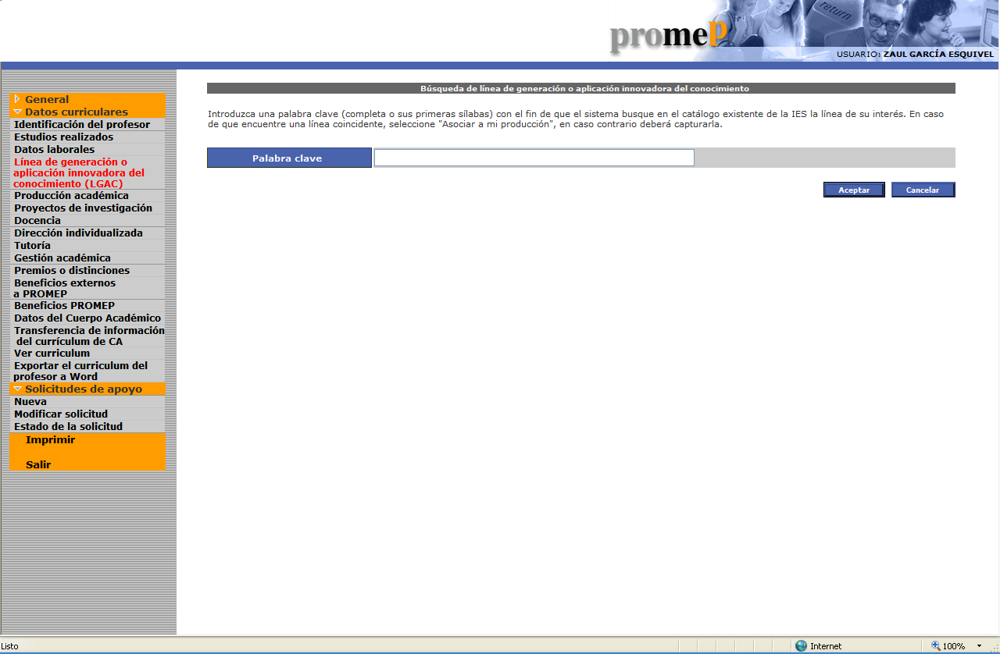 return
promep
USUARIO: ZAUL GARCÍA ESQUIVEL
General
Datos curriculares
Identificación del profesor
Estudios realizados
Datos laborales
Línea de generación o
aplicación innovadora del
conocimiento (LGAC)
Producción académica
Proyectos de investigación
Docencia
Dirección individualizada
Tutoría
Gestión académica
Premios o distinciones
Beneficios externos
a PROMEP
Beneficios PROMEP
Datos del Cuerpo Académico
Transferencia de información
del currículum de CA
Ver curriculum
Exportar el curriculum del
profesor a Word
Solicitudes de apoyo
Nueva
Modificar solicitud
Estado de la solicitud
Imprimir
Salir
Búsqueda de línea de generación o aplicación innovadora del conocimiento
Introduzca una palabra clave (completa o sus primeras sílabas) con el fin de que el sistema busque en el catálogo existente de la IES la línea de su interés. En caso
de que encuentre una línea coincidente, seleccione "Asociar a mi producción", en caso contrario deberá capturarla.
Palabra clave
Aceptar Cancelar
Listo Internet 100%